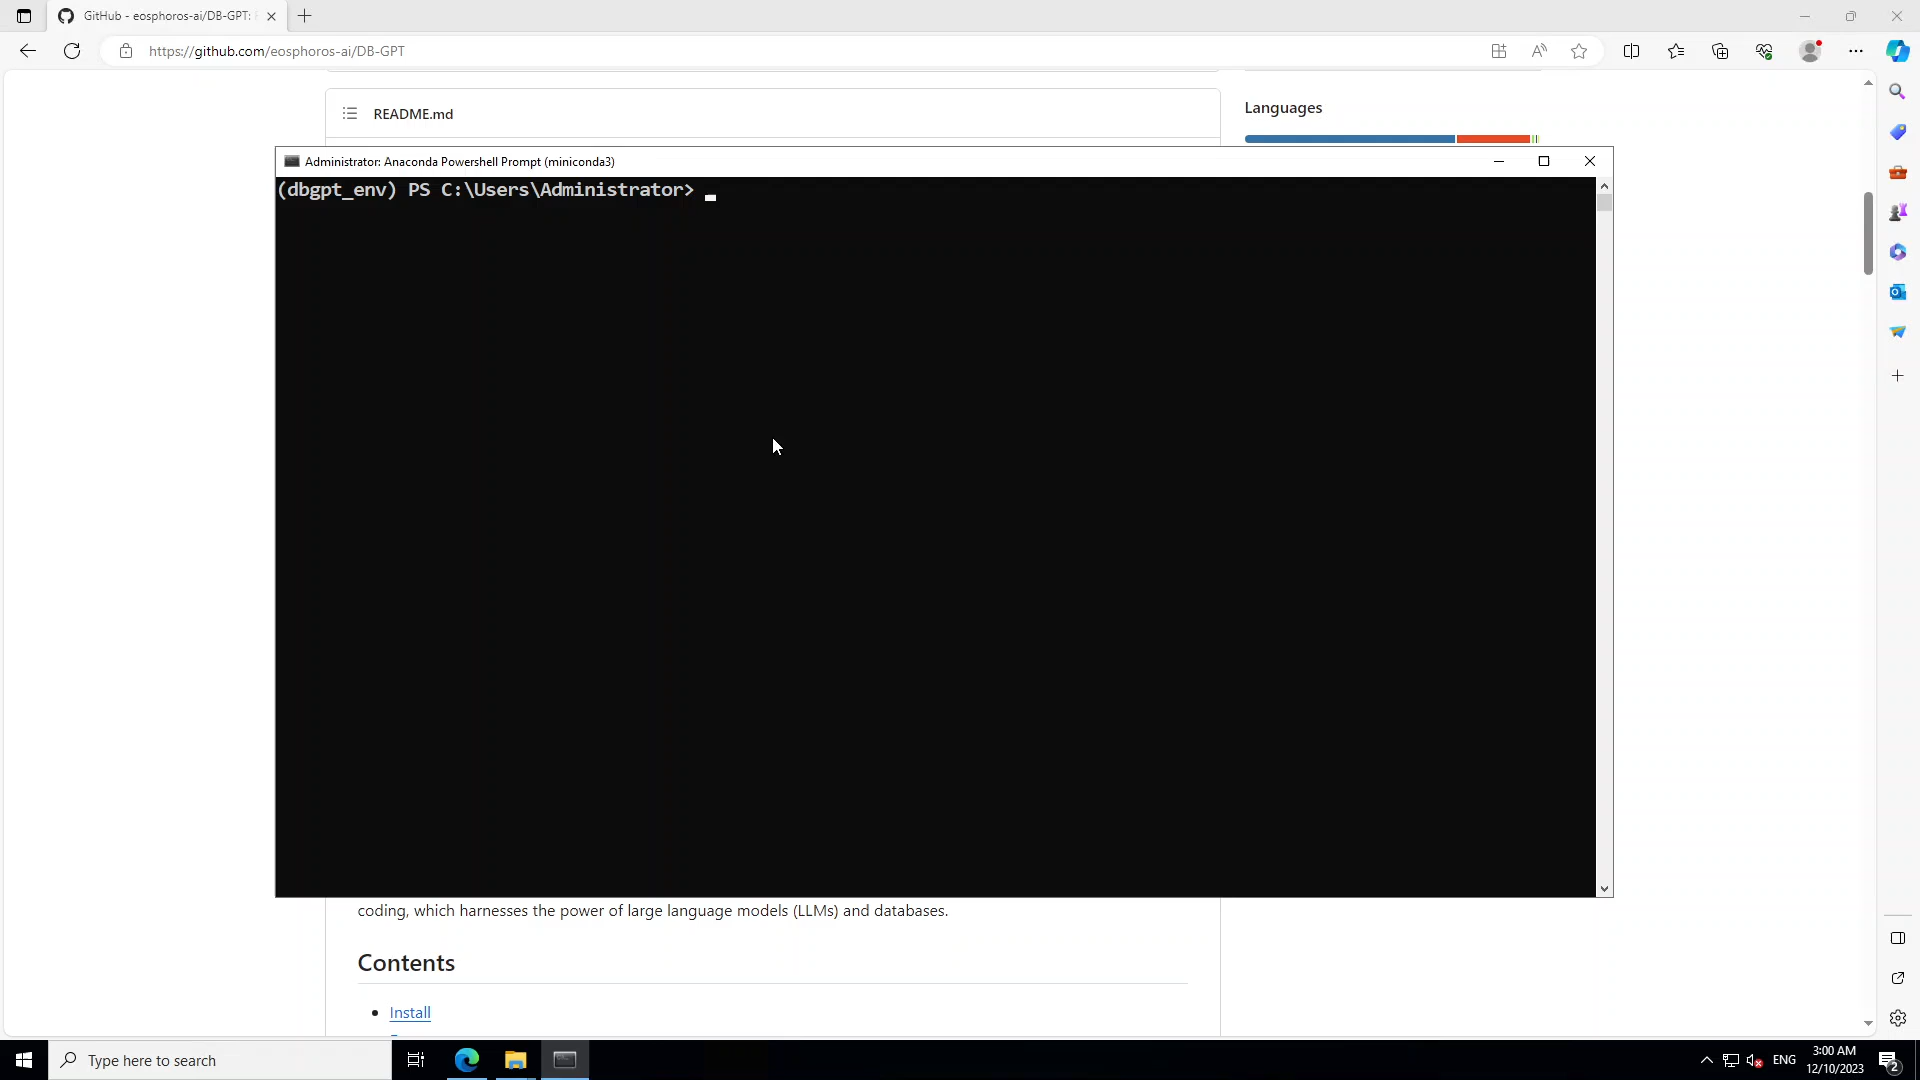 GitHub - eosphoros-ai/DB-GPT:
https://github.com/eosphoros-ai/DB-GPT
README.md
Languages
Administrator: Anaconda Powershell Prompt (miniconda3)
(dbgpt_env) PS C:\Users\Administrator>
coding, which harnesses the power of large language models (LLMs) and databases.
Contents
Install
Type here to search
ENG
3:00 AM
12/10/2023
2